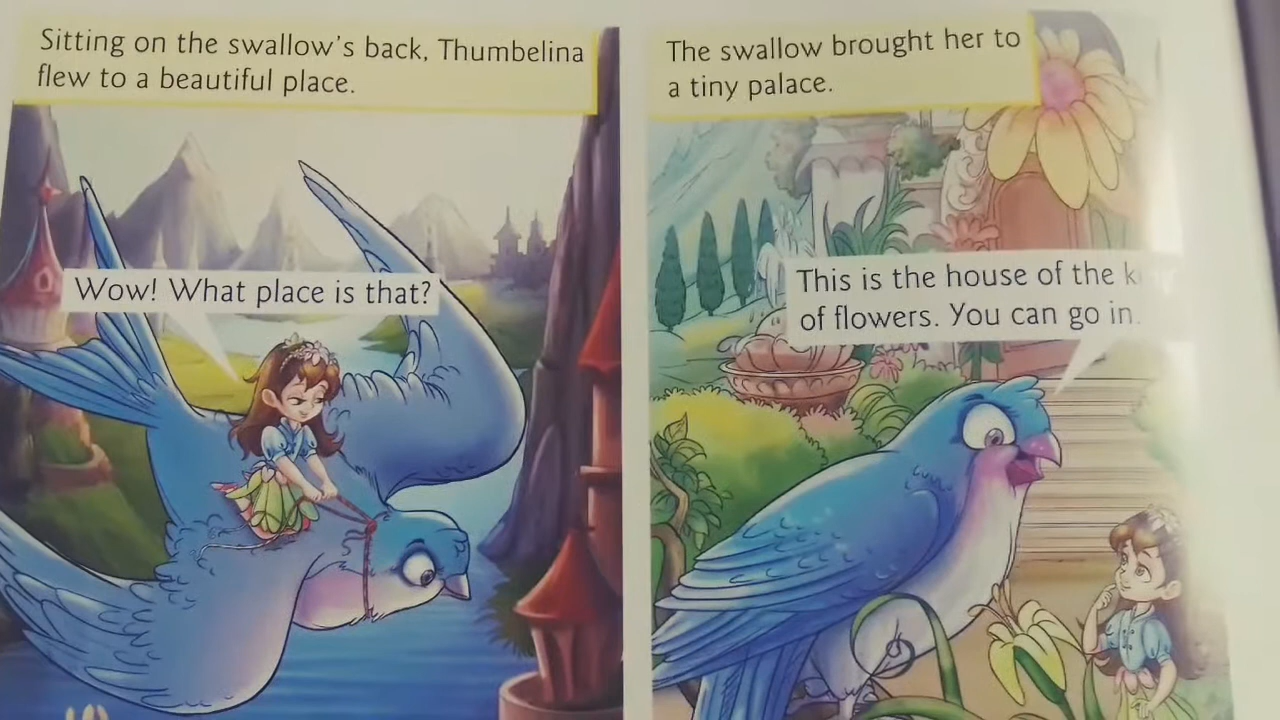 Sitting on the swallow's back, Thumbelina
flew to a beautiful place.
Wow! What place is that?
The swallow brought her to
a tiny palace.
This is the house of the
of flowers. You can go in.